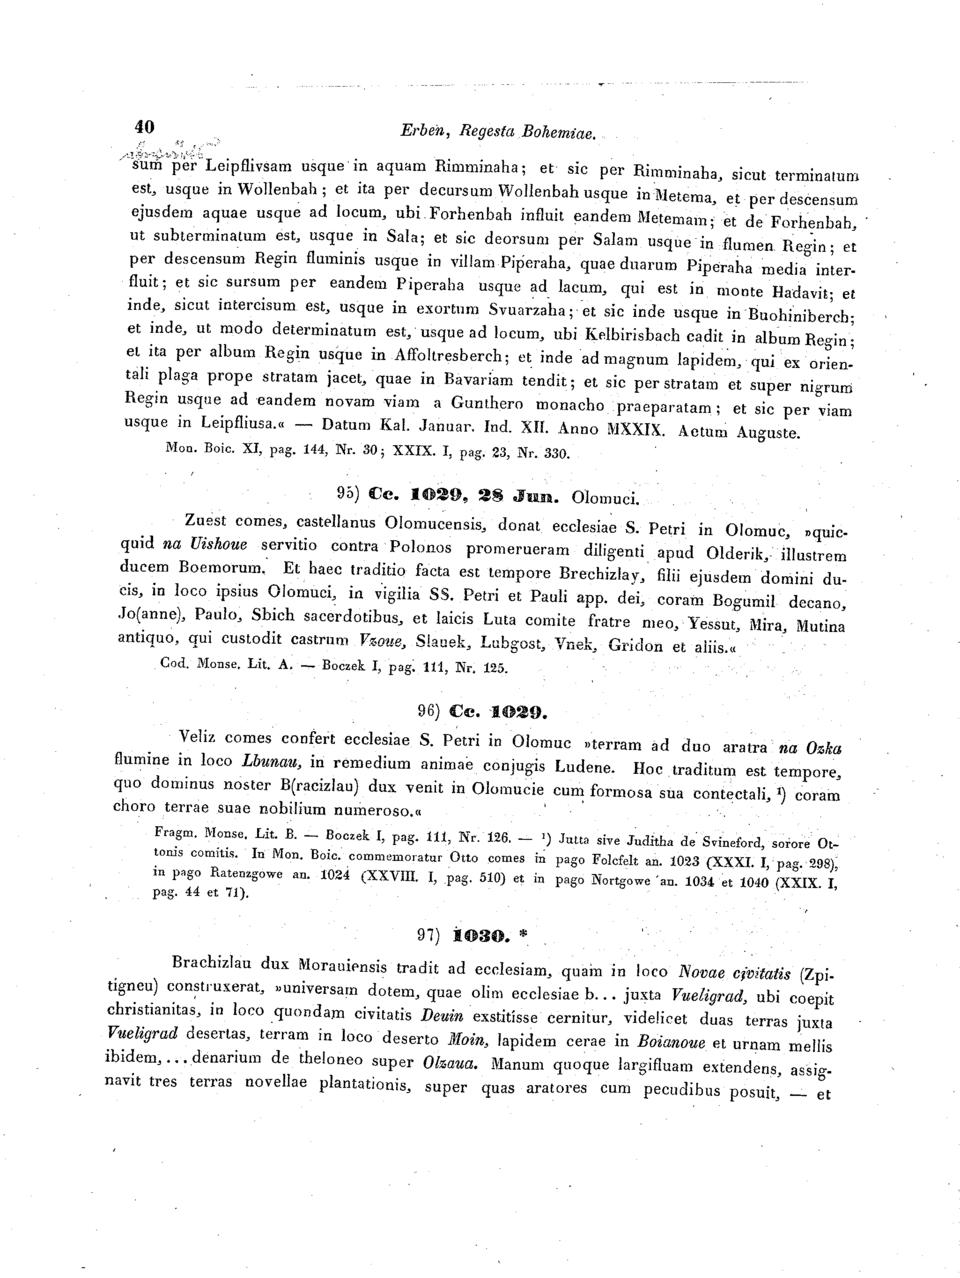 40
Erben, Regesta Bohemiae.
sum per Leipflivsam usque in aquam Rimminaha; et sic per Rimminaha, sicut terminatum
est, usque in Wollenbah; et ita per decursum Wollenbah usque in Metema, et per descensum
ejusdem aquae usque ad locum, ubi Forhenbah influit eandem Metemam; et de Forhenbah,
ut subterminatum est, usque in Sala; et sic deorsum per Salam usque in flumen Regin; et
per descensum Regin fluminis usque in villam Piperaha, quae duarum Piperaha media inter-
fluit; et sic sursum per eandem Piperaha usque ad lacum, qui est in monte Hadavit; et
inde, sicut intercisum est, usque in exortum Svuarzaha; et sic inde usque in Buohiniberch;
et inde, ut modo determinatum est, usque ad locum, ubi Kelbirisbach cadit in album Regin;
et ita per album Regin usque in Affoltresberch; et inde ad magnum lapidem, qui ex orien-
tali plaga prope stratam jacet, quae in Bavariam tendit; et sic per stratam et super nigrum
Regin usque ad eandem novam viam a Gunthero monacho praeparatam; et sic per viam
usque in Leipfliusa.« — Datum Kal. Januar. Ind. XII. Anno MXXIX. Actum Auguste.
Mon. Boic. XI, pag. 144, Nr. 30; XXIX. I, pag. 23, Nr. 330.
95) Cc. 1029, 28 Jun. Olomuci.
Zuest comes, castellanus Olomucensis, donat ecclesiae S. Petri in Olomuc, »quic-
quid na Uishoue servitio contra Polonos promerueram diligenti apud Olderik, illustrem
ducem Boemorum. Et haec traditio facta est tempore Brechizlay, filii ejusdem domini du-
cis, in loco ipsius Olomuci, in vigilia SS. Petri et Pauli app. dei, coram Bogumil decano,
Jo(anne), Paulo, Sbich sacerdotibus, et laicis Luta comite fratre meo, Yessut, Mira, Mutina
antiquo, qui custodit castrum Vzoue, Slauek, Lubgost, Vnek, Gridon et aliis.«
Cod. Monse. Lit. A. — Boczek I, pag. 111, Nr. 125.
96) Cc. 1029.
Veliz comes confert ecclesiae S. Petri in Olomuc »terram ad duo aratra na Ozka
flumine in loco Lbunau, in remedium animae conjugis Ludene. Hoc traditum est tempore,
quo dominus noster B(racizlau) dux venit in Olomucie cum formosa sua contectali, ¹) coram
choro terrae suae nobilium numeroso.«
Fragm. Monse. Lit. B. — Boczek I, pag. 111, Nr. 126. — ¹) Jutta sive Juditha de Svineford, sorore Ot-
tonis comitis. In Mon. Boic. commemoratur Otto comes in pago Folcfelt an. 1023 (XXXI. I, pag. 298),
in pago Ratenzgowe an. 1024 (XXVIII. I, pag. 510) et in pago Nortgowe an. 1034 et 1040 (XXIX. I,
pag. 44 et 71).
97) 1030. *
Brachizlau dux Morauiensis tradit ad ecclesiam, quam in loco Novae civitatis (Zpi-
tigneu) construxerat, »universam dotem, quae olim ecclesiae b... juxta Vueligrad, ubi coepit
christianitas, in loco quondam civitatis Deuin exstitisse cernitur, videlicet duas terras juxta
Vueligrad desertas, terram in loco deserto Moin, lapidem cerae in Boianoue et urnam mellis
ibidem, ... denarium de theloneo super Olzaua. Manum quoque largifluam extendens, assig-
navit tres terras novellae plantationis, super quas aratores cum pecudibus posuit, — et